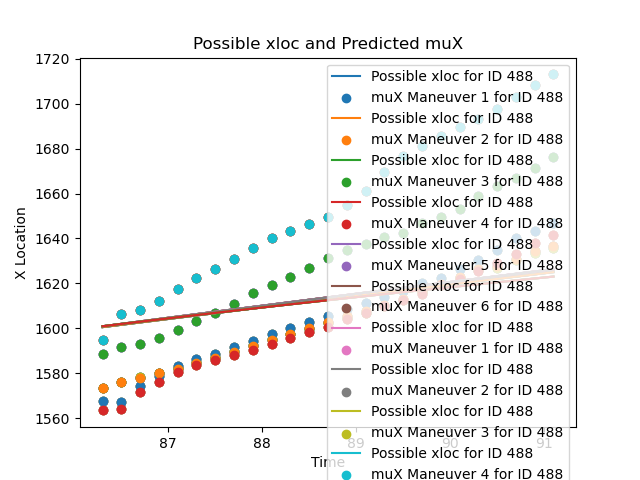 Possible xloc and Predicted muX
1720
1700
1680
1660
1640
1620
1600
1580
1560
X Location
87
88
89
90
91
Time
Possible xloc for ID 488
muX Maneuver 1 for ID 488
Possible xloc for ID 488
muX Maneuver 2 for ID 488
Possible xloc for ID 488
muX Maneuver 3 for ID 488
Possible xloc for ID 488
muX Maneuver 4 for ID 488
Possible xloc for ID 488
muX Maneuver 5 for ID 488
Possible xloc for ID 488
muX Maneuver 6 for ID 488
Possible xloc for ID 488
muX Maneuver 1 for ID 488
Possible xloc for ID 488
muX Maneuver 2 for ID 488
Possible xloc for ID 488
muX Maneuver 3 for ID 488
Possible xloc for ID 488
muX Maneuver 4 for ID 488